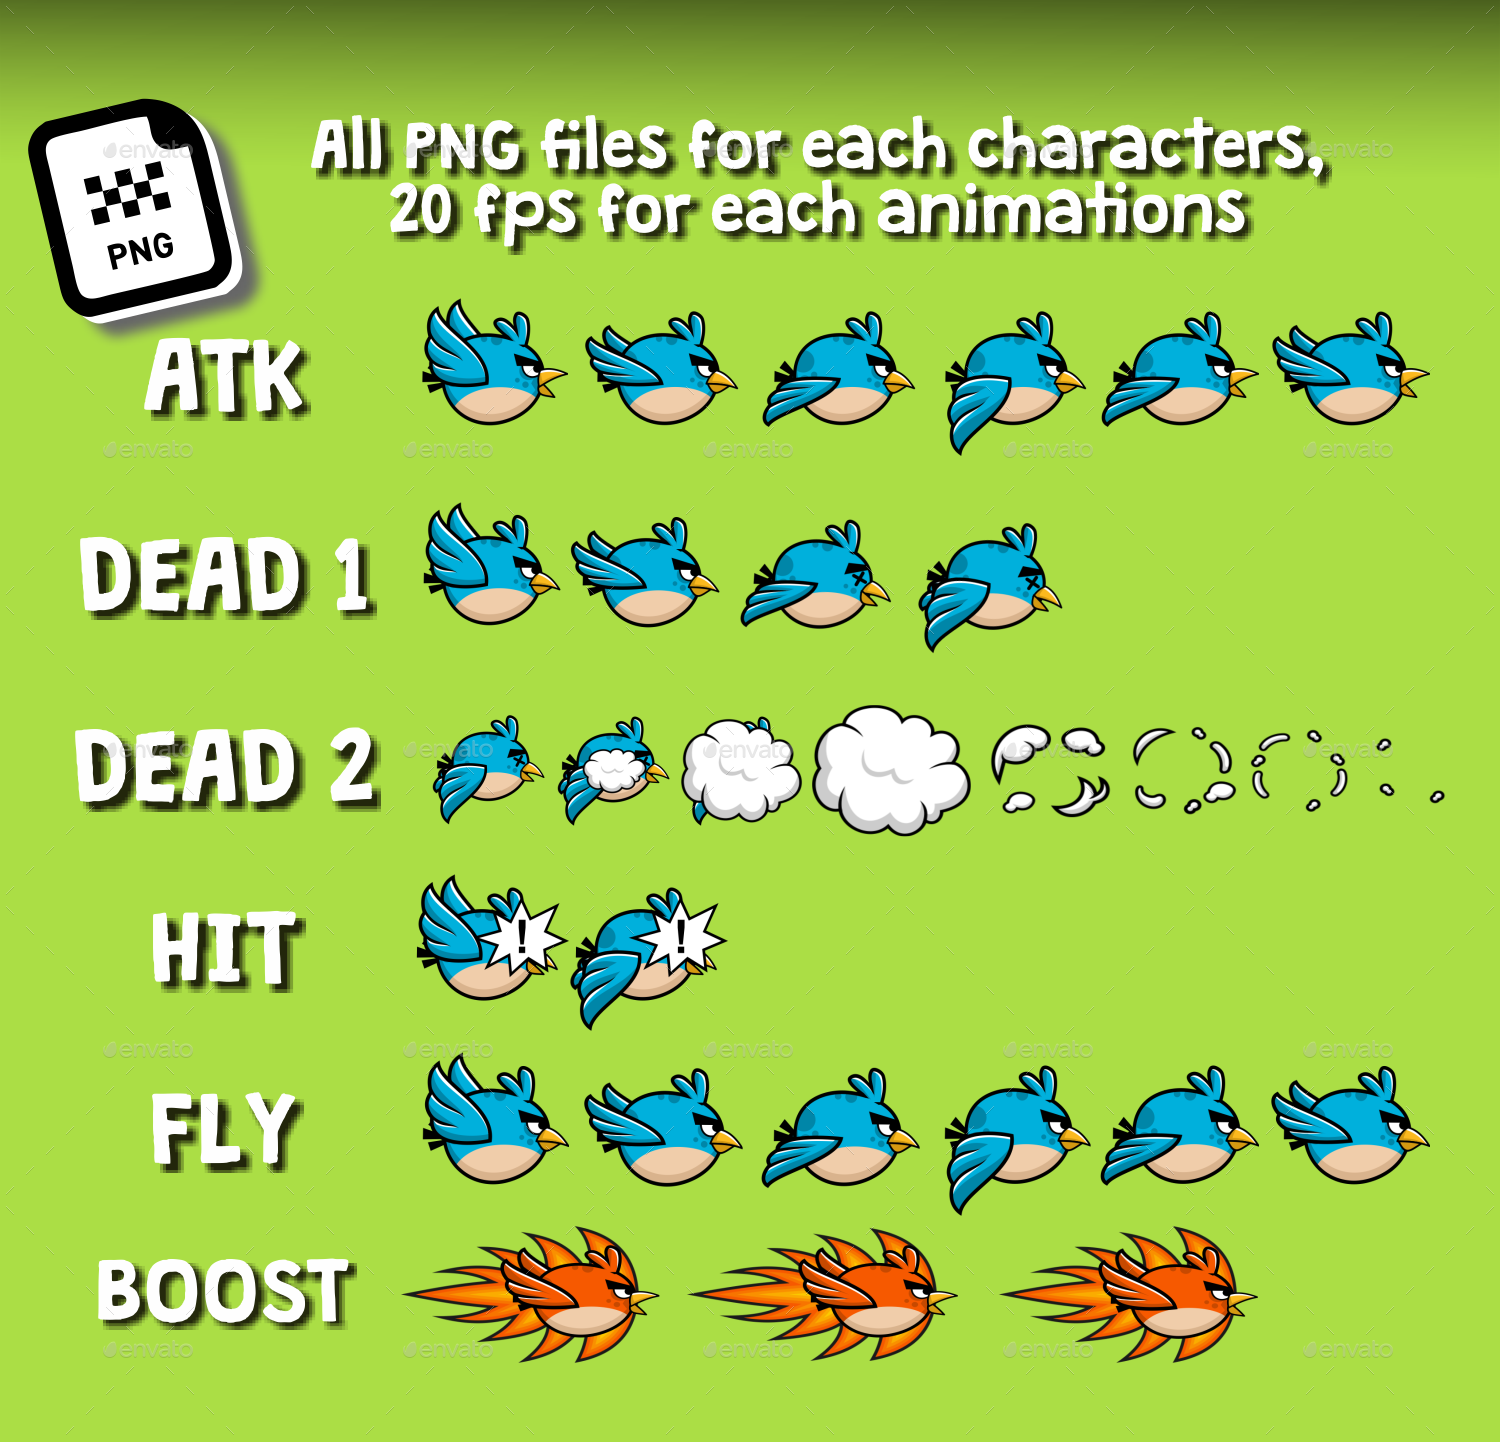 All PNG files for each characters,
20 fps for each animations
PNG
ATK
DEAD 1
DEAD 2
HIT
! !
FLY
BOOST
envato